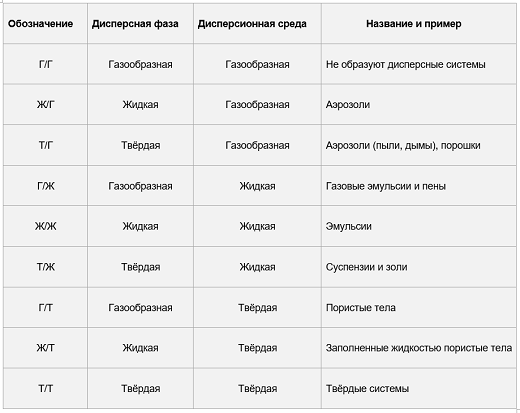 Обозначение Дисперсная фаза Дисперсионная среда Название и пример
Г/Г Газообразная Газообразная Не образуют дисперсные системы
Ж/Г Жидкая Газообразная Аэрозоли
Т/Г Твёрдая Газообразная Аэрозоли (пыли, дымы), порошки
Г/Ж Газообразная Жидкая Газовые эмульсии и пены
Ж/Ж Жидкая Жидкая Эмульсии
Т/Ж Твёрдая Жидкая Суспензии и золи
Г/Т Газообразная Твёрдая Пористые тела
Ж/Т Жидкая Твёрдая Заполненные жидкостью пористые тела
Т/Т Твёрдая Твёрдая Твёрдые системы